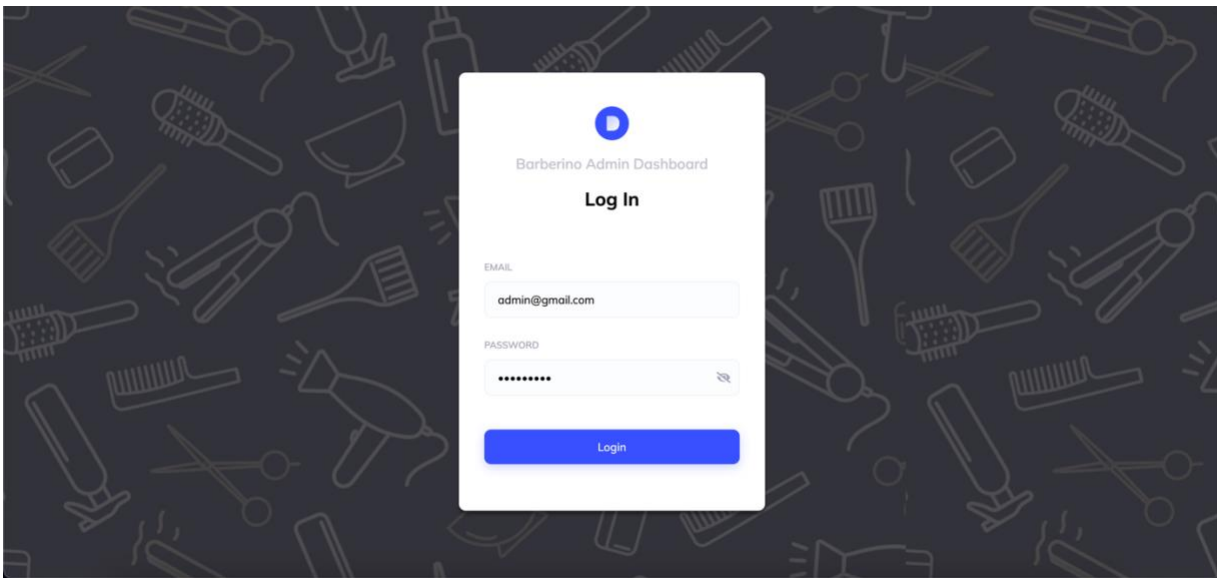 D
Barberino Admin Dashboard
Log In
EMAIL
admin@gmail.com
PASSWORD
•••••••••
Login